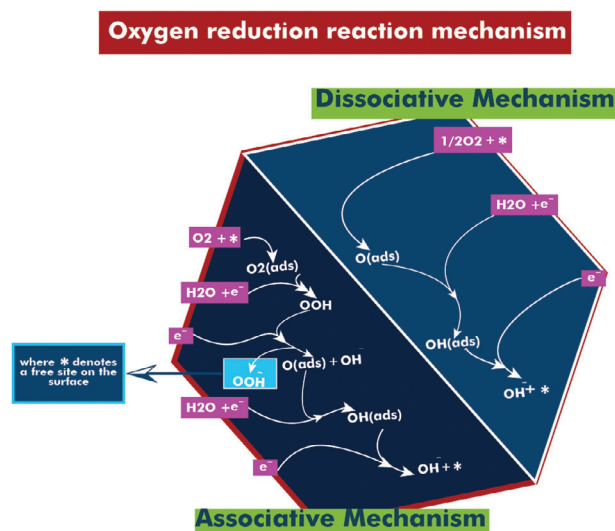 Oxygen reduction reaction mechanism
Dissociative Mechanism
1/2O2 + *
H2O +e⁻
O(ads)
e⁻
OH(ads)
OH⁻+ *
O2 + *
O2(ads)
H2O +e⁻
OOH
e⁻
O(ads) + OH⁻
OOH⁻
where * denotes
a free site on the
surface
H2O +e⁻
OH(ads)
e⁻
OH⁻+*
Associative Mechanism